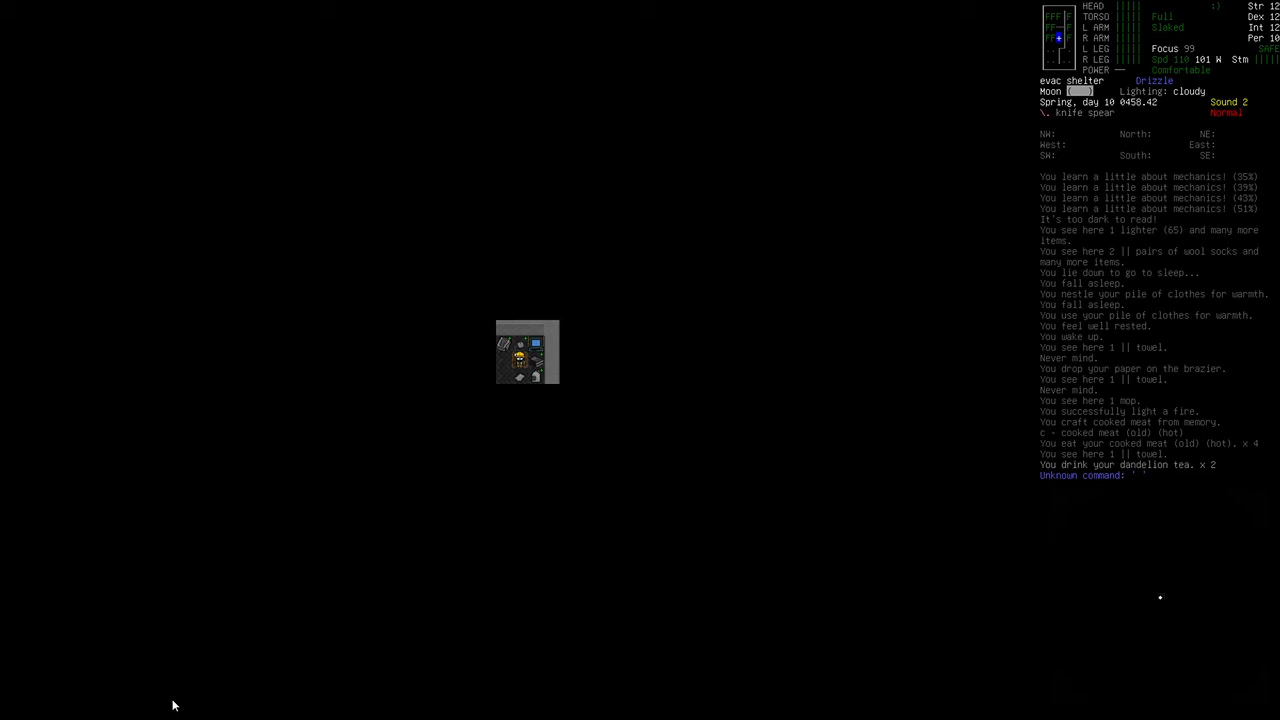 HEAD ||||| :) Str 12
FFF F TORSO ||||| Full Dex 12
FF F L ARM ||||| Slaked Int 12
FF + F R ARM ||||| Per 10
L LEG ||||| Focus 99 SAFE
R LEG ||||| Spd 110 101 W Stm |||||
POWER -- Comfortable
evac shelter Drizzle
Moon (   ) Lighting: cloudy
Spring, day 10 0458.42 Sound 2
\. knife spear Normal
NW: North: NE:
West: East:
SW: South: SE:
You learn a little about mechanics! (35%)
You learn a little about mechanics! (39%)
You learn a little about mechanics! (43%)
You learn a little about mechanics! (51%)
It's too dark to read!
You see here 1 lighter (65) and many more
items.
You see here 2 || pairs of wool socks and
many more items.
You lie down to go to sleep...
You fall asleep.
You nestle your pile of clothes for warmth.
You fall asleep.
You use your pile of clothes for warmth.
You feel well rested.
You wake up.
You see here 1 || towel.
Never mind.
You drop your paper on the brazier.
You see here 1 || towel.
Never mind.
You see here 1 mop.
You successfully light a fire.
You craft cooked meat from memory.
c - cooked meat (old) (hot)
You eat your cooked meat (old) (hot). x 4
You see here 1 || towel.
You drink your dandelion tea. x 2
Unknown command: ' '